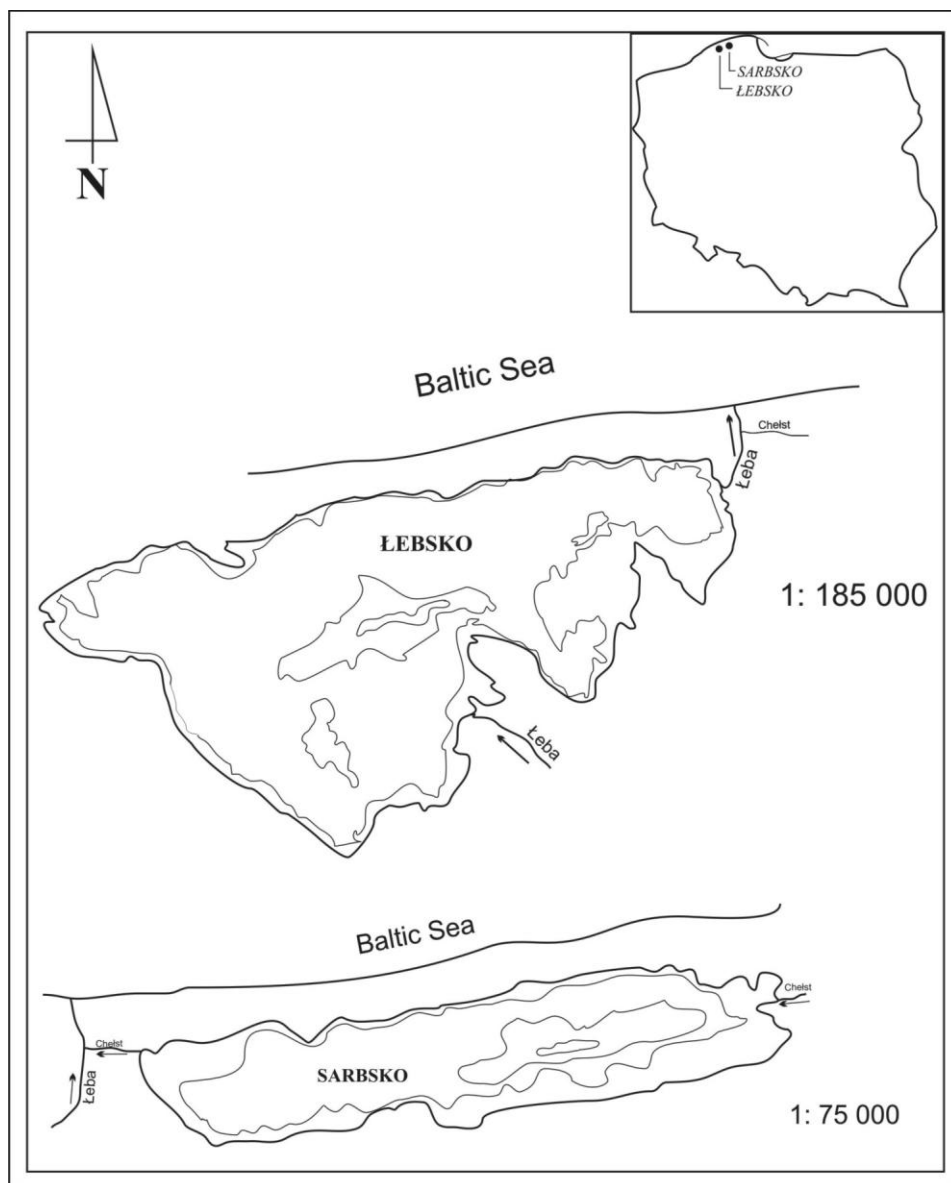 SARBSKO
ŁEBSKO
N
Baltic Sea
Chełst
Łeba
ŁEBSKO
1: 185 000
Łeba
Baltic Sea
Chełst
Chełst
Łeba
SARBSKO
1: 75 000